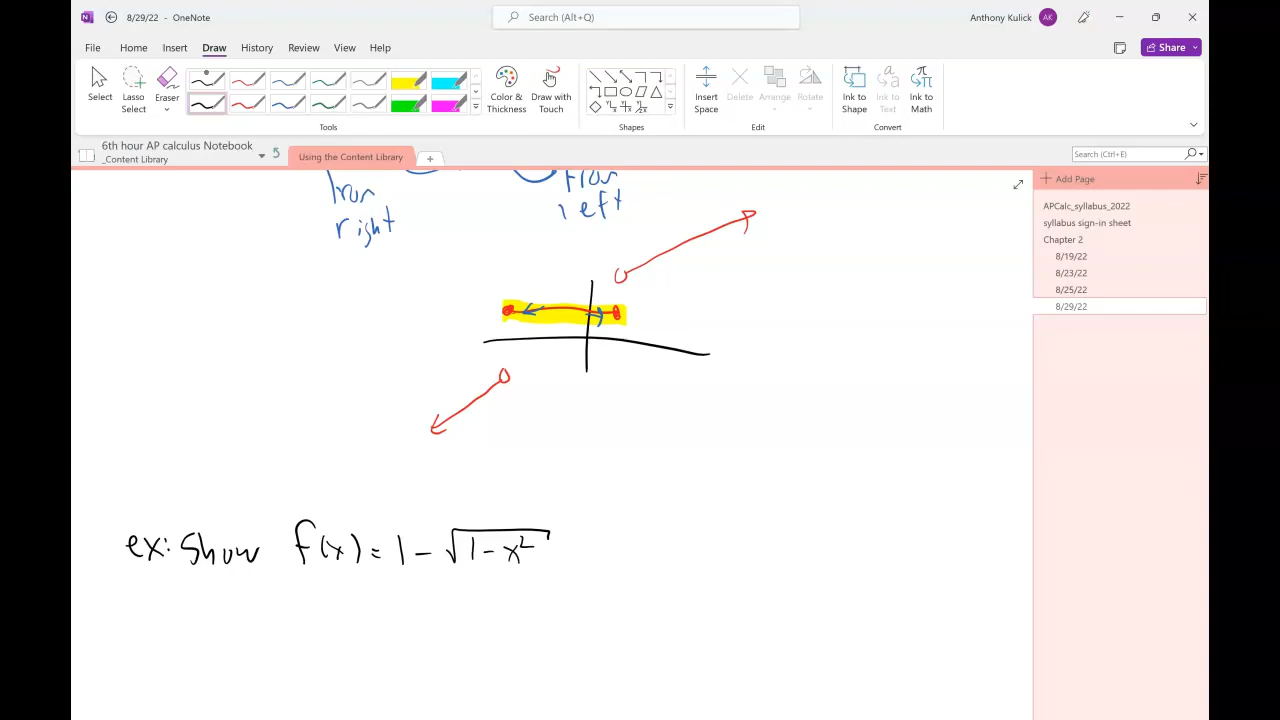 8/29/22 - OneNote
Search (Alt+Q)
Anthony Kulick
AK
File Home Insert Draw History Review View Help
Share
Select
Lasso Select
Eraser
Color & Thickness
Draw with Touch
Insert Space
Delete
Arrange
Rotate
Ink to Shape
Ink to Text
Ink to Math
Tools
Shapes
Edit
Convert
6th hour AP calculus Notebook
_Content Library
Using the Content Library
Search (Ctrl+E)
Add Page
APCalc_syllabus_2022
syllabus sign-in sheet
Chapter 2
8/19/22
8/23/22
8/25/22
8/29/22
from
right
from
left
ex: Show f(x) = 1 - √(1 - x²)